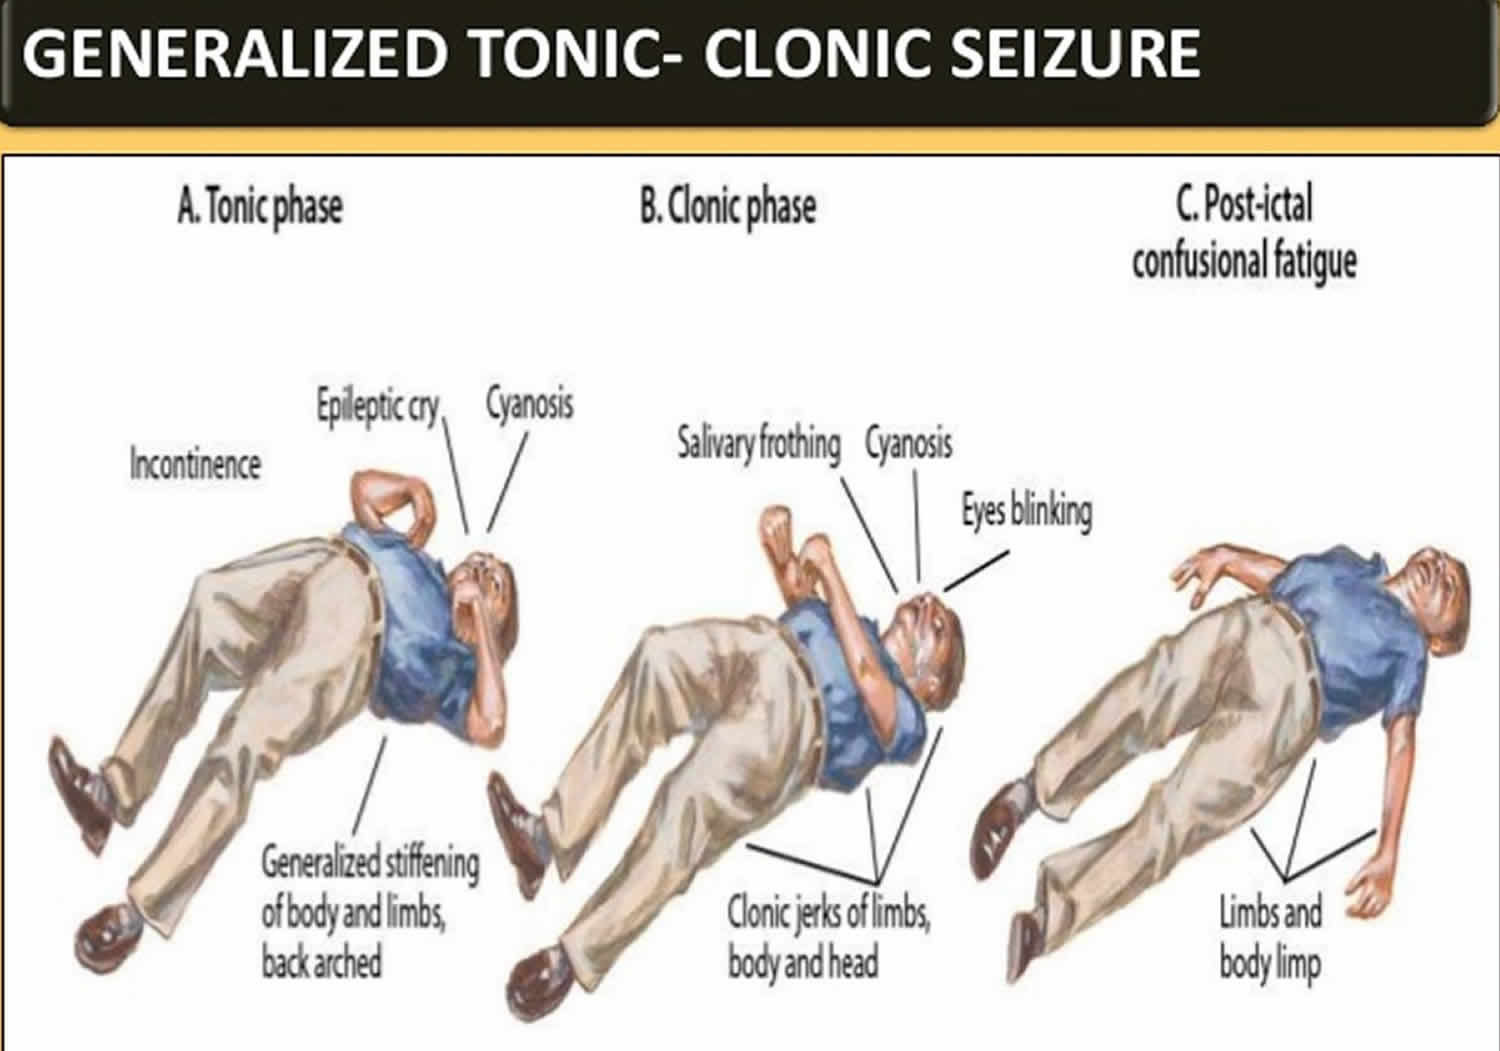 GENERALIZED TONIC- CLONIC SEIZURE
A. Tonic phase
B. Clonic phase
C. Post-ictal
confusional fatigue
Incontinence
Epileptic cry
Cyanosis
Generalized stiffening
of body and limbs,
back arched
Salivary frothing
Cyanosis
Eyes blinking
Clonic jerks of limbs,
body and head
Limbs and
body limp